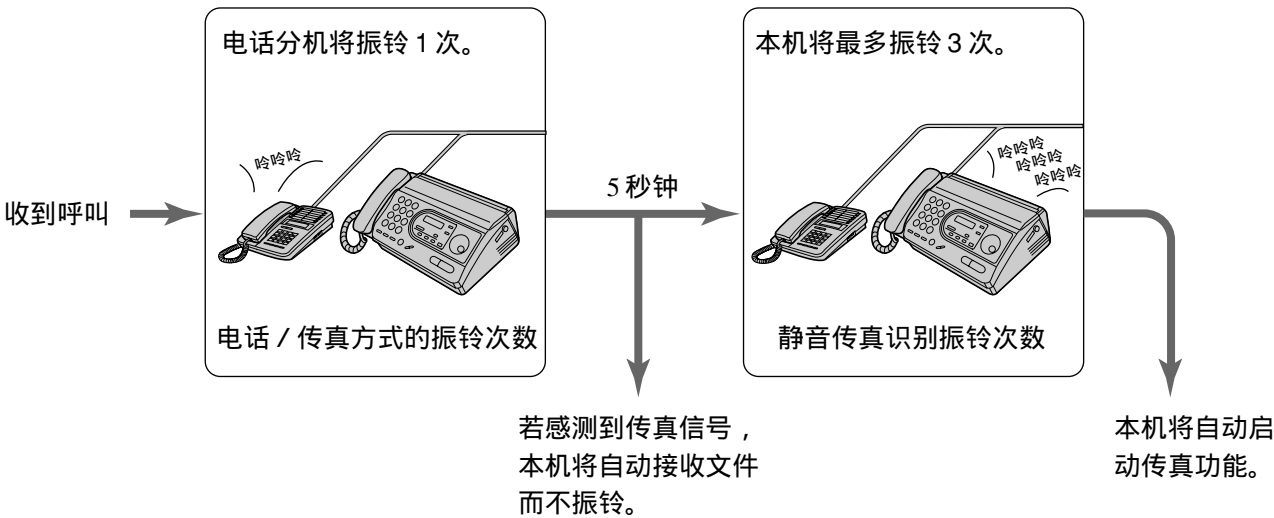 电话分机将振铃 1 次。
呤呤呤
电话 / 传真方式的振铃次数
收到呼叫
5 秒钟
若感测到传真信号，
本机将自动接收文件
而不振铃。
本机将最多振铃 3 次。
呤呤呤
呤呤呤
呤呤呤
静音传真识别振铃次数
本机将自动启
动传真功能。